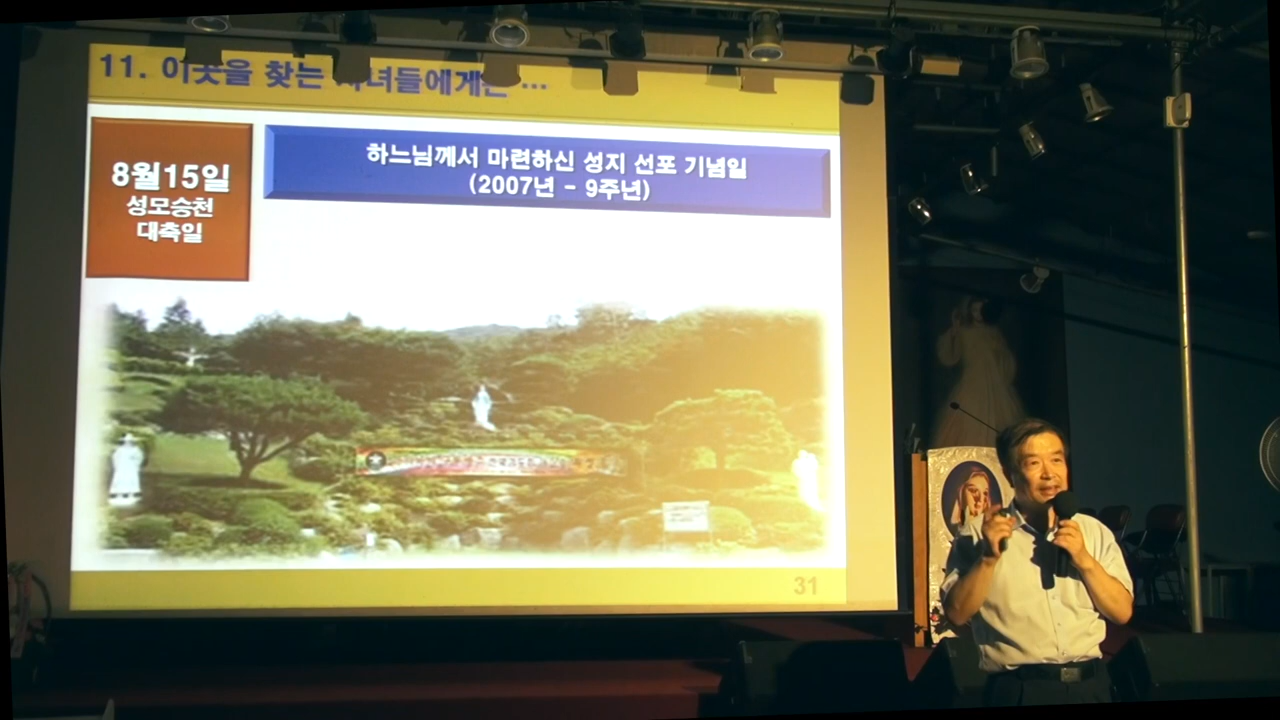 11. 이곳을 찾는 자녀들에게는 …
8월15일
성모승천
대축일
하느님께서 마련하신 성지 선포 기념일
(2007년 - 9주년)
31